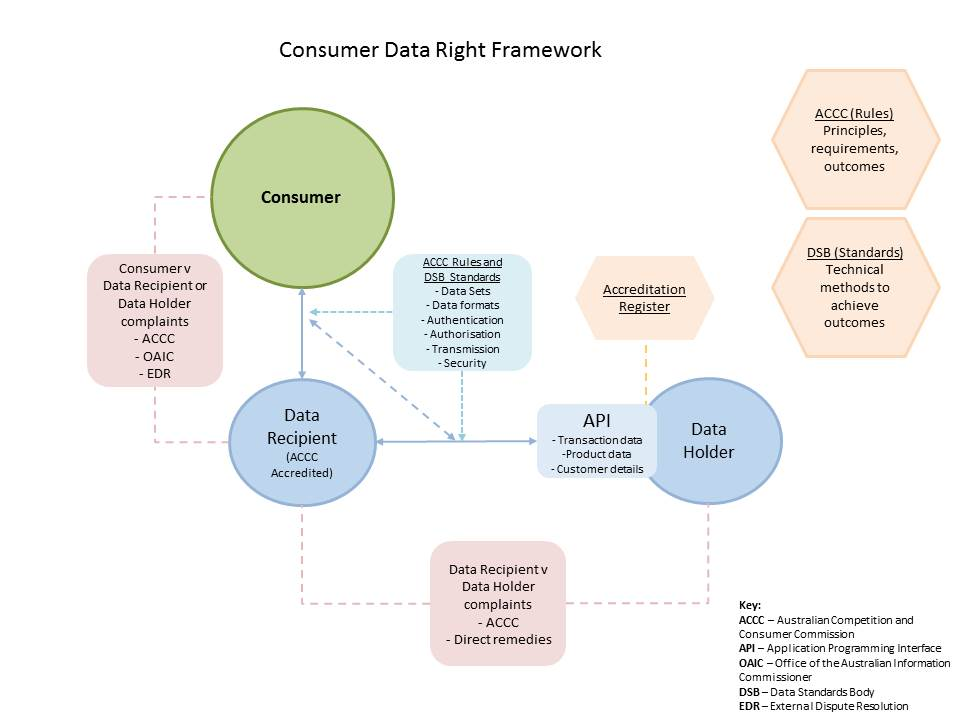 Consumer Data Right Framework
Consumer
ACCC (Rules)
Principles,
requirements,
outcomes
DSB (Standards)
Technical
methods to
achieve
outcomes
Consumer v
Data Recipient or
Data Holder
complaints
- ACCC
- OAIC
- EDR
ACCC Rules and
DSB Standards
- Data Sets
- Data formats
- Authentication
- Authorisation
- Transmission
- Security
Accreditation
Register
Data
Recipient
(ACCC
Accredited)
API
- Transaction data
-Product data
- Customer details
Data
Holder
Data Recipient v
Data Holder
complaints
- ACCC
- Direct remedies
Key:
ACCC – Australian Competition and
Consumer Commission
API – Application Programming Interface
OAIC – Office of the Australian Information
Commissioner
DSB – Data Standards Body
EDR – External Dispute Resolution